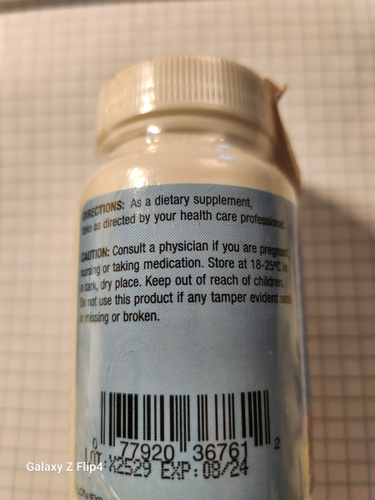 DIRECTIONS: As a dietary supplement,
take as directed by your health care professional
CAUTION: Consult a physician if you are pregnant,
nursing or taking medication. Store at 18-25°C in
a dark, dry place. Keep out of reach of children.
Do not use this product if any tamper evident seal
is missing or broken.
0 77920 36761 2
LOT: X2529 EXP: 08/24
Galaxy Z Flip4